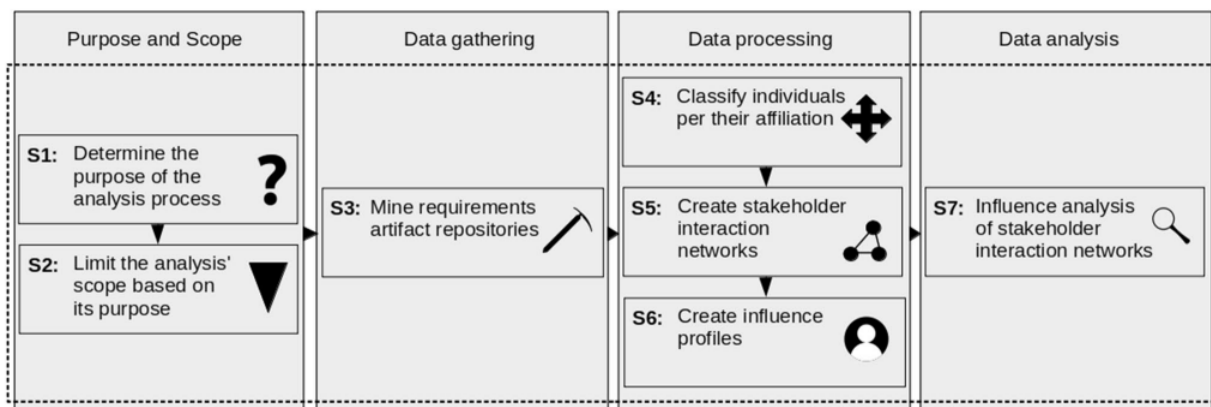 Purpose and Scope
S1: Determine the
purpose of the
analysis process
S2: Limit the analysis'
scope based on
its purpose
Data gathering
S3: Mine requirements
artifact repositories
Data processing
S4: Classify individuals
per their affiliation
S5: Create stakeholder
interaction
networks
S6: Create influence
profiles
Data analysis
S7: Influence analysis
of stakeholder
interaction networks